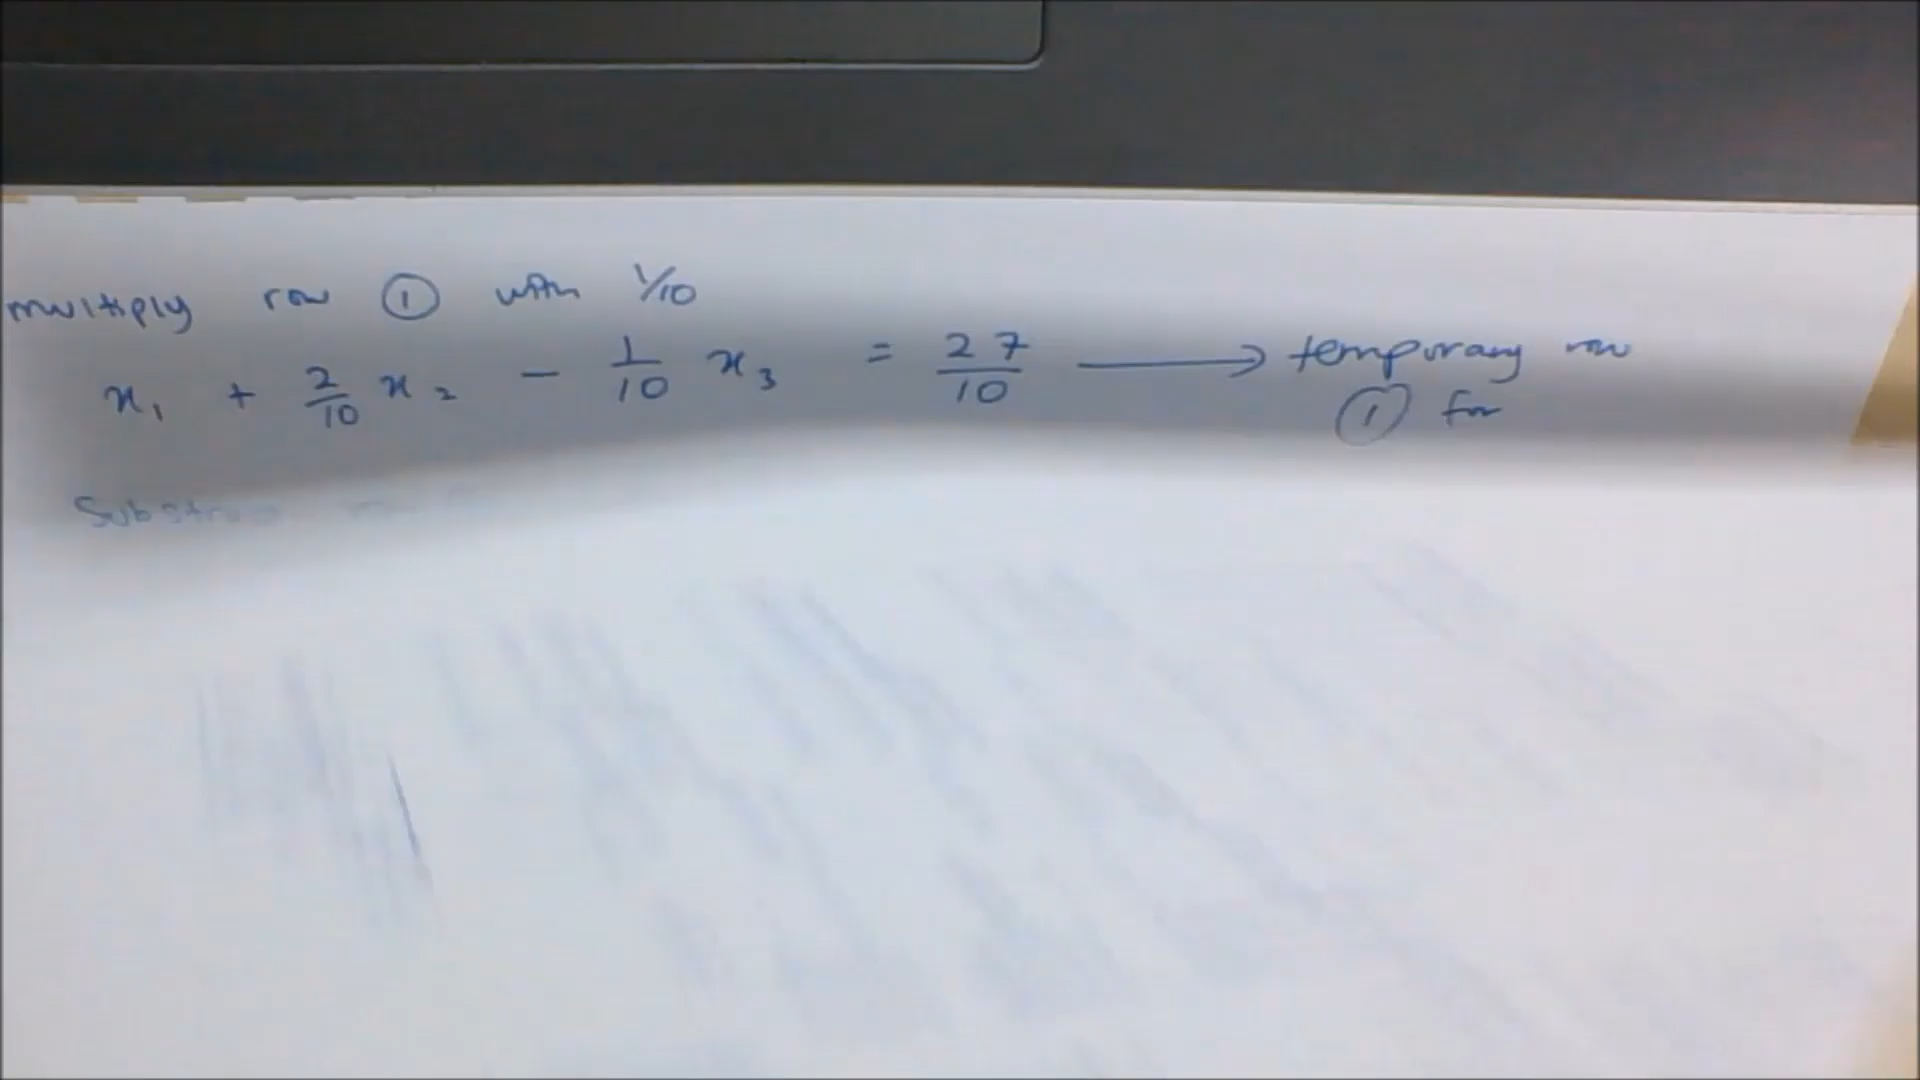 multiply row ① with 1/10
x₁ + 2/10 x₂ - 1/10 x₃ = 27/10 ⟶ temporary row
① for